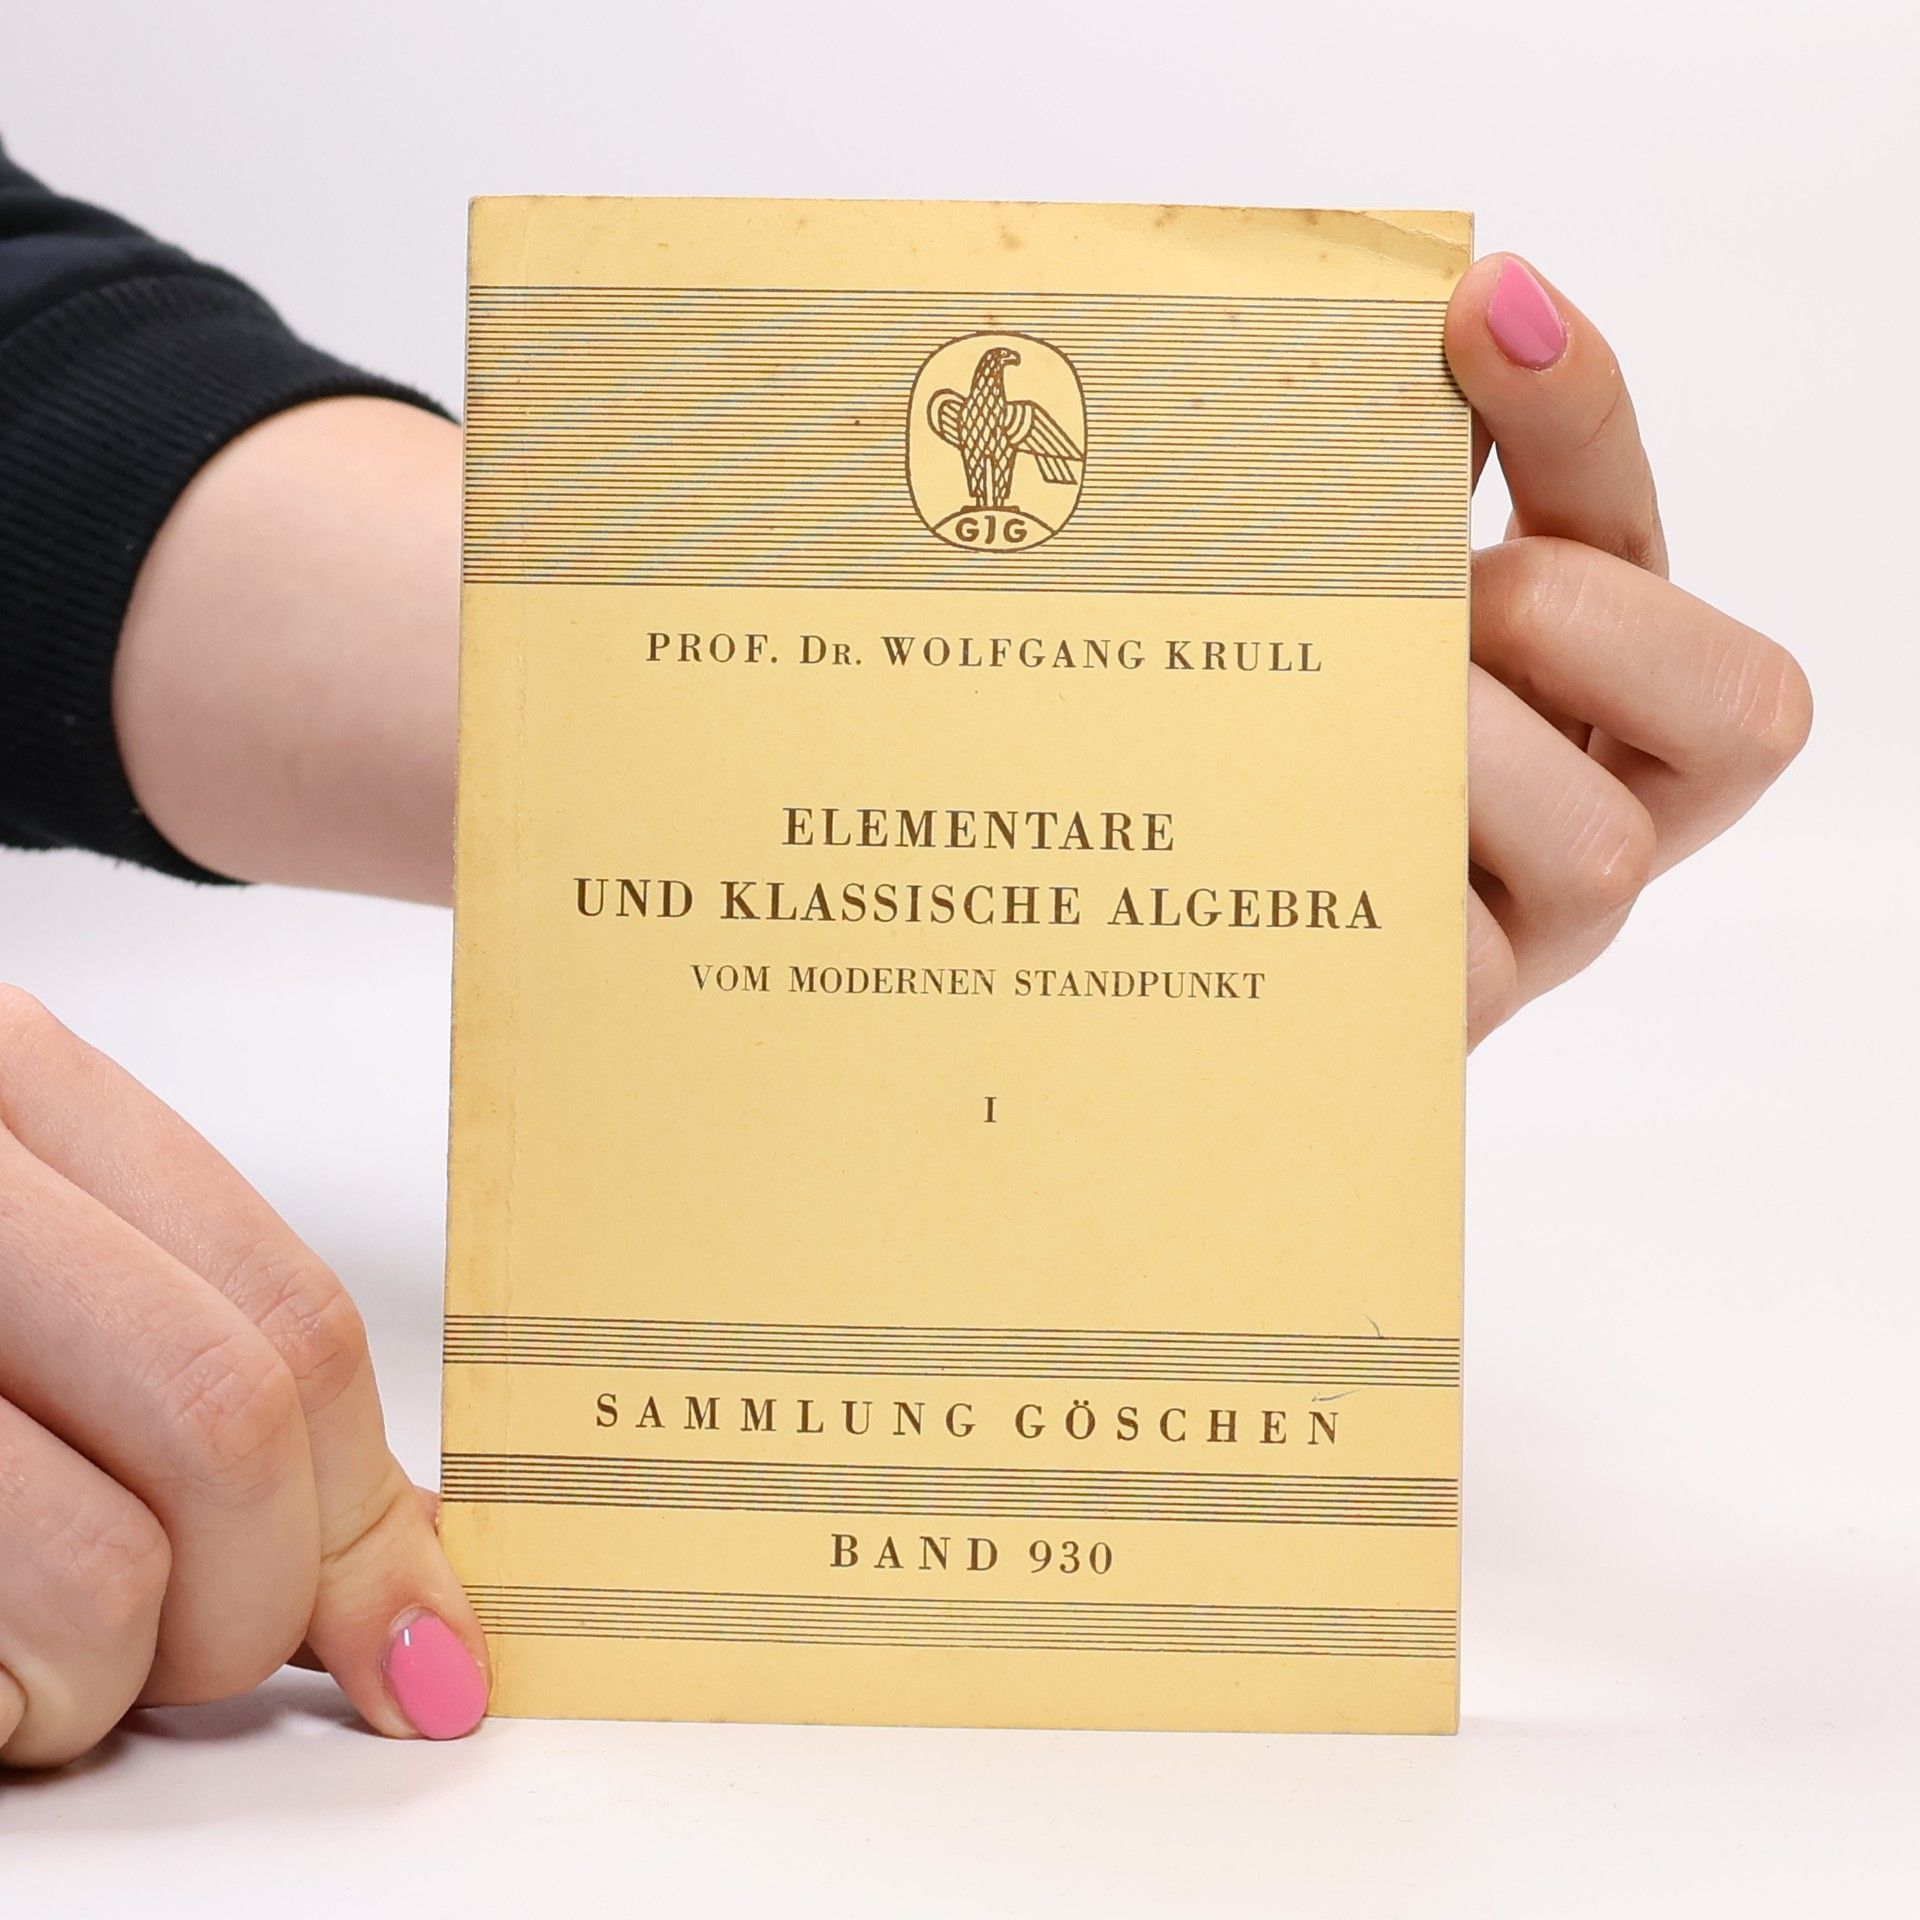 GJG
PROF. DR. WOLFGANG KRULL
ELEMENTARE
UND KLASSISCHE ALGEBRA
VOM MODERNEN STANDPUNKT
I
SAMMLUNG GÖSCHEN
BAND 930